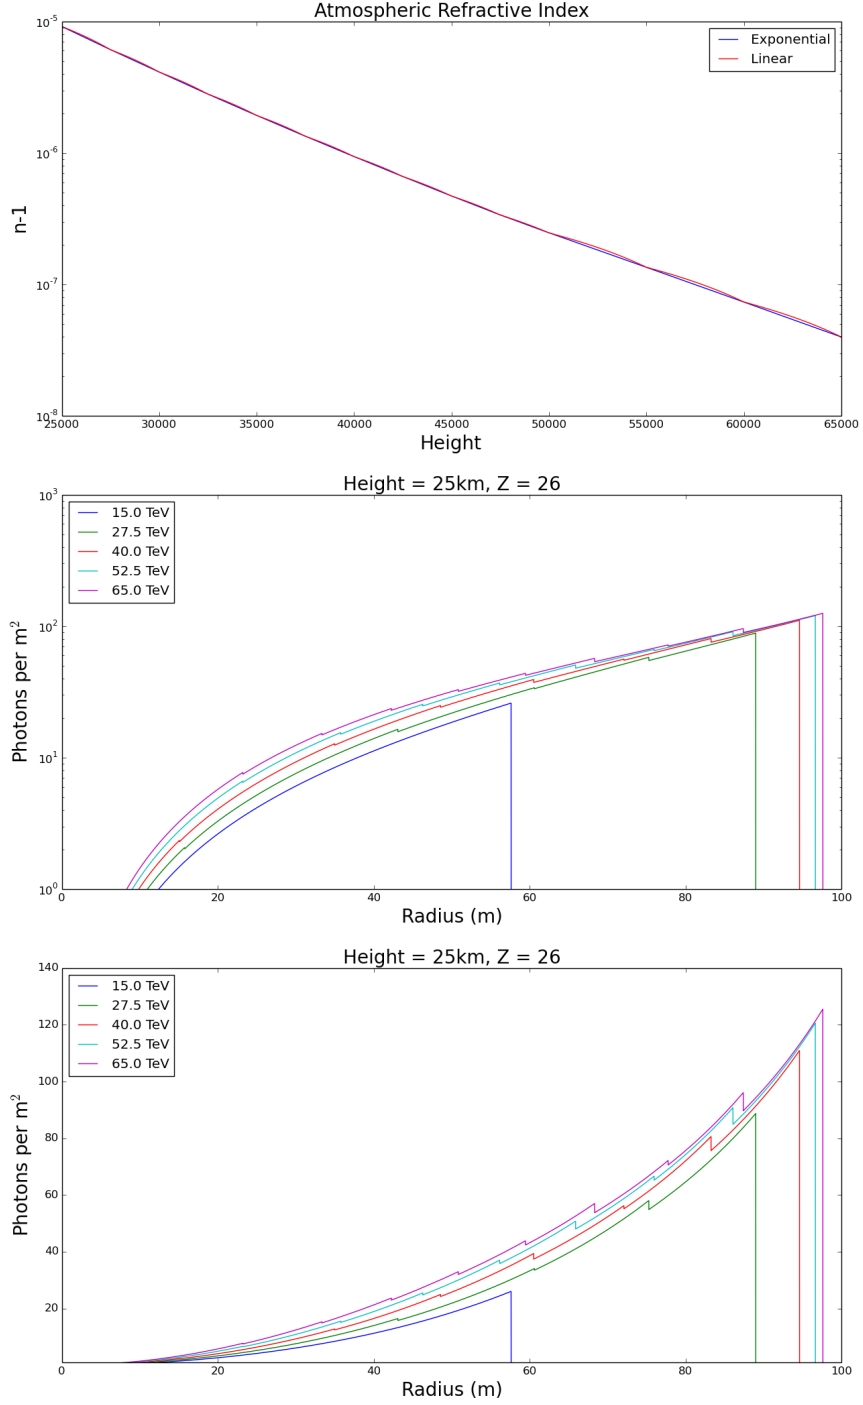 Atmospheric Refractive Index
10^-5
10^-6
10^-7
10^-8
n-1
Exponential
Linear
25000 30000 35000 40000 45000 50000 55000 60000 65000
Height
Height = 25km, Z = 26
10^3
10^2
10^1
10^0
Photons per m^2
15.0 TeV
27.5 TeV
40.0 TeV
52.5 TeV
65.0 TeV
0 20 40 60 80 100
Radius (m)
Height = 25km, Z = 26
140
120
100
80
60
40
20
Photons per m^2
15.0 TeV
27.5 TeV
40.0 TeV
52.5 TeV
65.0 TeV
0 20 40 60 80 100
Radius (m)